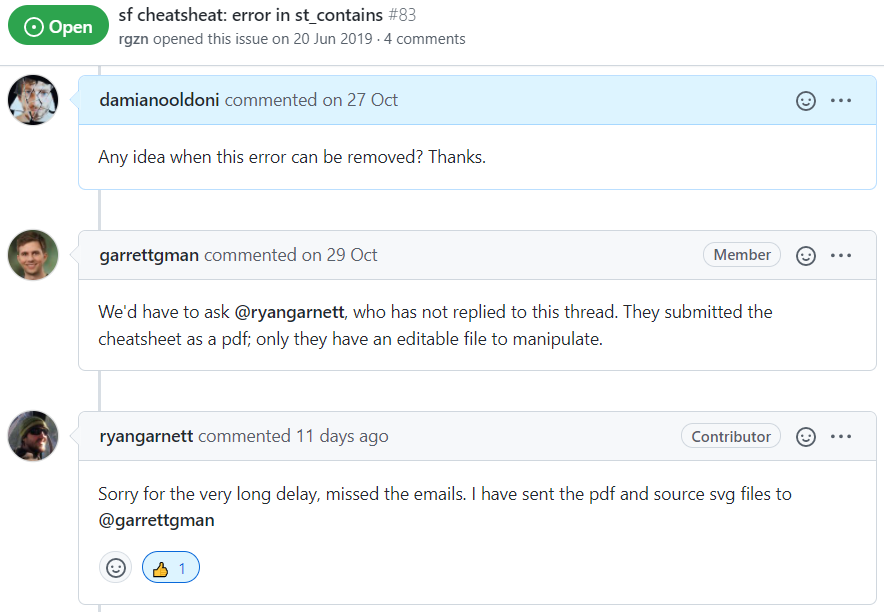 Open
sf cheatsheat: error in st_contains #83
rgzn opened this issue on 20 Jun 2019 · 4 comments
damianooldoni commented on 27 Oct
Any idea when this error can be removed? Thanks.
garrettgman commented on 29 Oct
Member
We'd have to ask @ryangarnett, who has not replied to this thread. They submitted the
cheatsheet as a pdf; only they have an editable file to manipulate.
ryangarnett commented 11 days ago
Contributor
Sorry for the very long delay, missed the emails. I have sent the pdf and source svg files to
@garrettgman
1